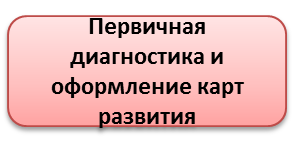 Первичная
диагностика и
оформление карт
развития